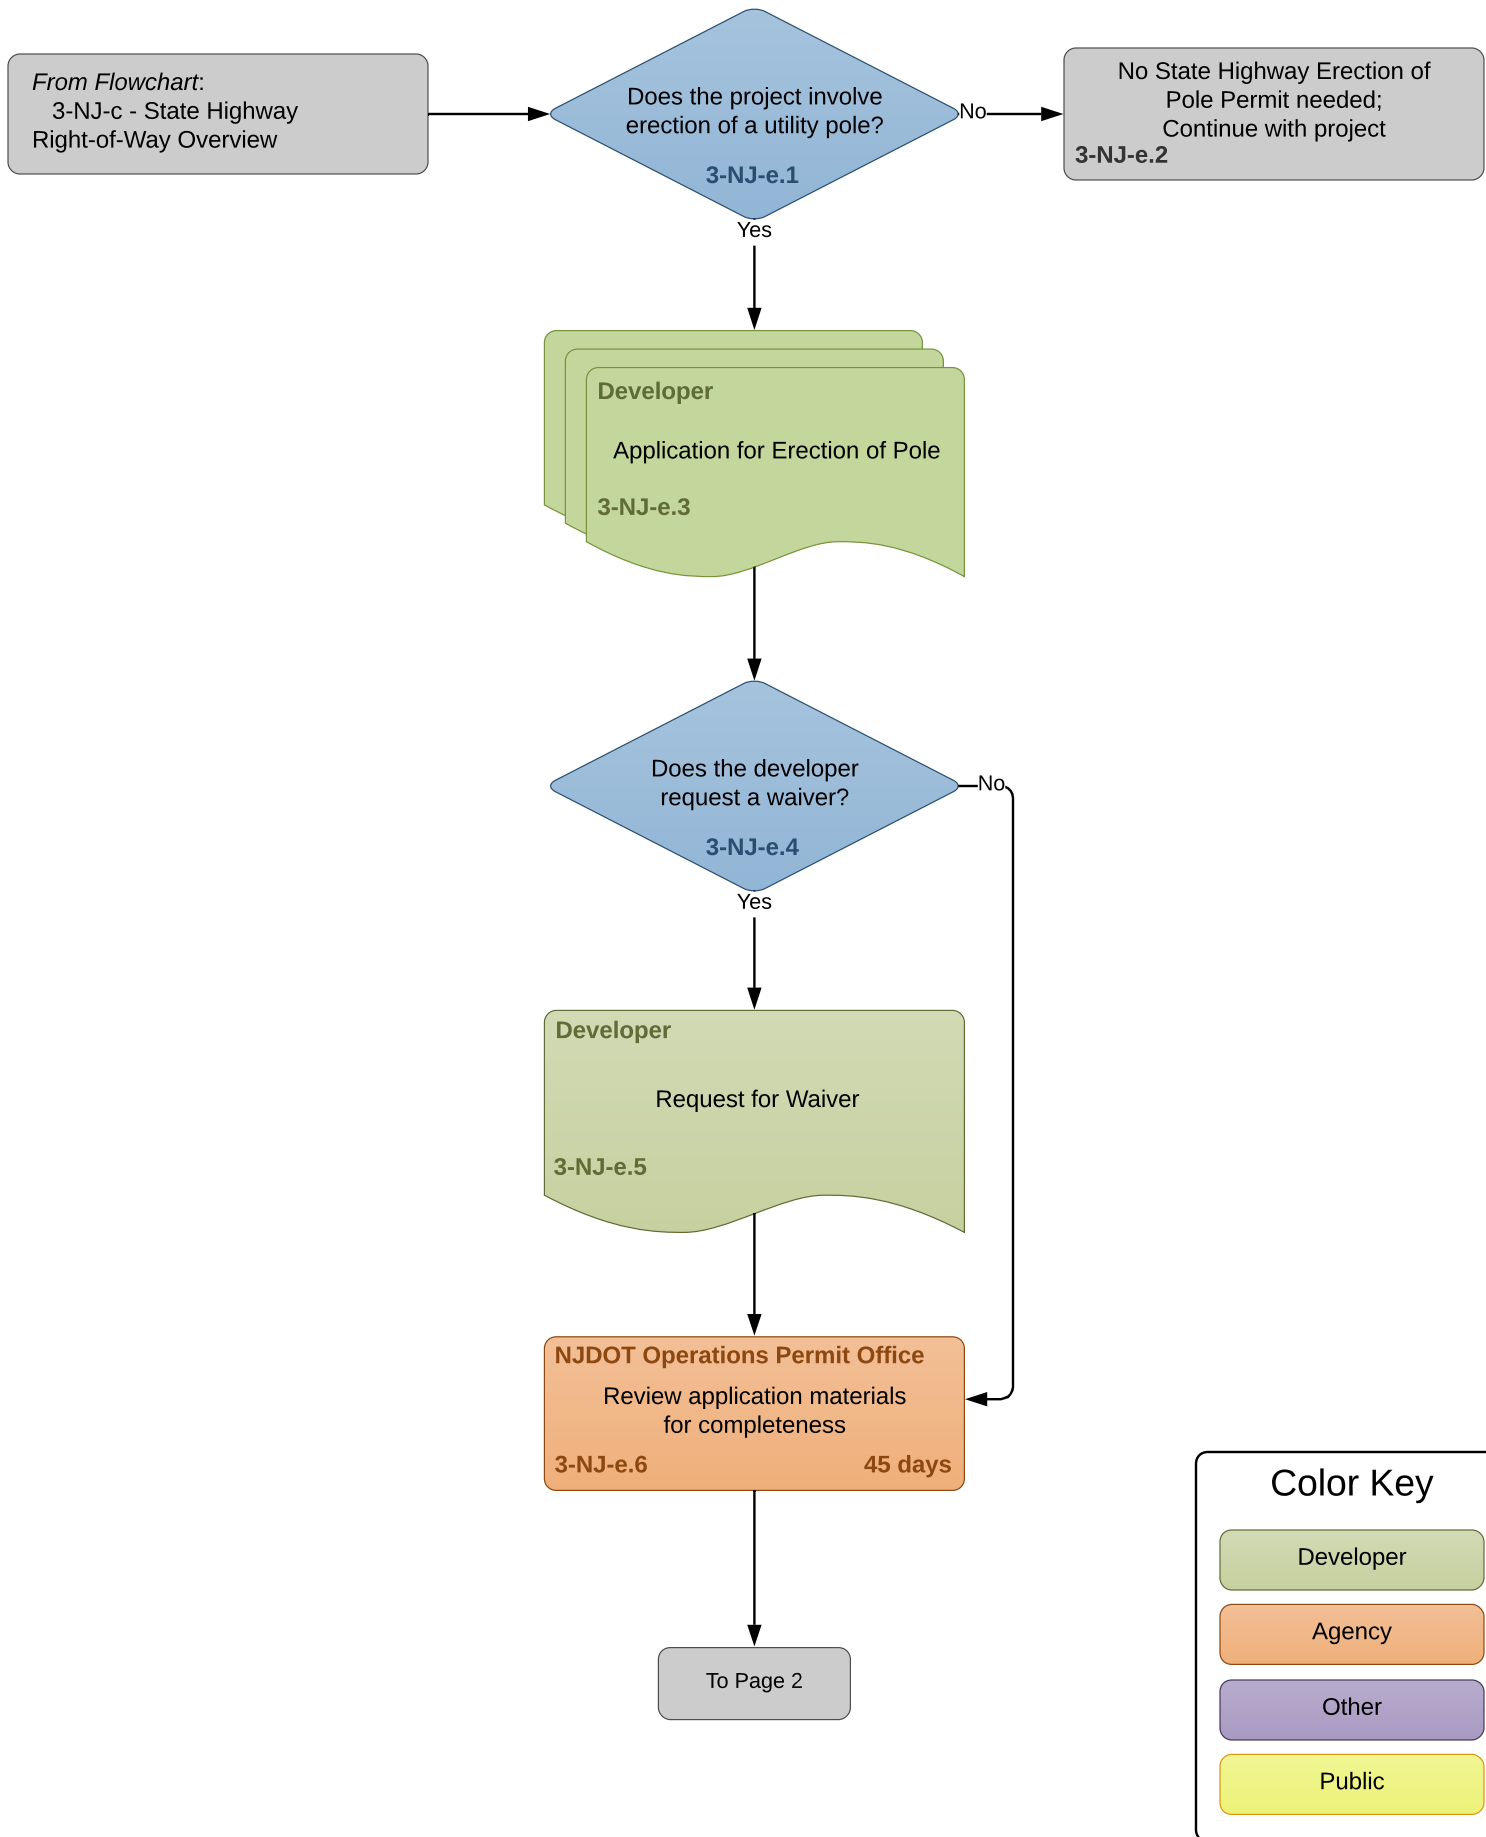 From Flowchart:
3-NJ-c - State Highway
Right-of-Way Overview
Does the project involve
erection of a utility pole?
3-NJ-e.1
No
No State Highway Erection of
Pole Permit needed;
Continue with project
3-NJ-e.2
Yes
Developer
Application for Erection of Pole
3-NJ-e.3
Does the developer
request a waiver?
3-NJ-e.4
No
Yes
Developer
Request for Waiver
3-NJ-e.5
NJDOT Operations Permit Office
Review application materials
for completeness
3-NJ-e.6 45 days
To Page 2
Color Key
Developer
Agency
Other
Public